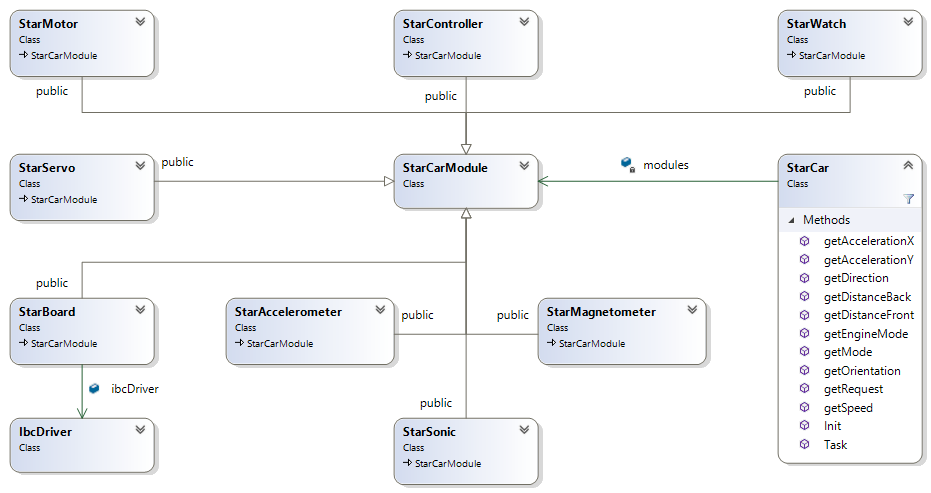 StarMotor
Class
StarCarModule
StarController
Class
StarCarModule
StarWatch
Class
StarCarModule
public
public
public
StarServo
Class
StarCarModule
public
StarCarModule
Class
modules
StarCar
Class
Methods
getAccelerationX
getAccelerationY
getDirection
getDistanceBack
getDistanceFront
getEngineMode
getMode
getOrientation
getRequest
getSpeed
Init
Task
public
StarBoard
Class
StarCarModule
StarAccelerometer
Class
StarCarModule
public
public
StarMagnetometer
Class
StarCarModule
ibcDriver
public
IbcDriver
Class
StarSonic
Class
StarCarModule